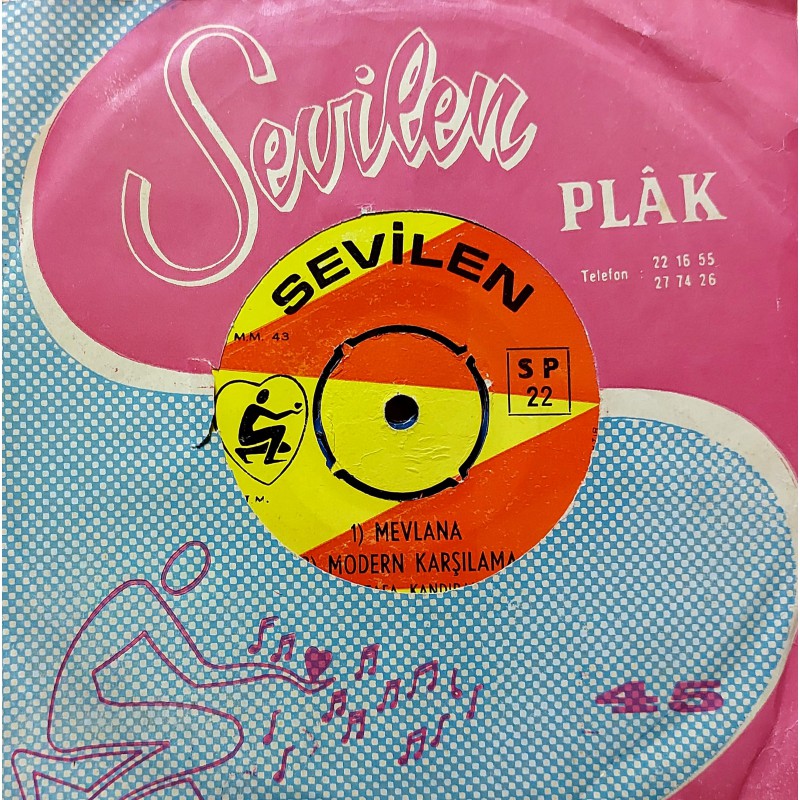 Sevilen
PLÂK
Telefon : 22 16 55
27 74 26
SEVİLEN
M.M. 43
S P
22
1) MEVLANA
MODERN KARŞILAMA
45